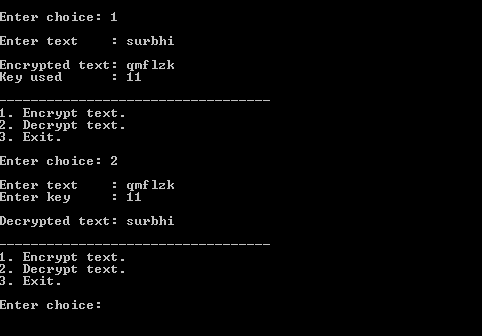 Enter choice: 1
Enter text    : surbhi
Encrypted text: qmflzk
Key used      : 11
__________________________________
1. Encrypt text.
2. Decrypt text.
3. Exit.
Enter choice: 2
Enter text    : qmflzk
Enter key     : 11
Decrypted text: surbhi
__________________________________
1. Encrypt text.
2. Decrypt text.
3. Exit.
Enter choice: